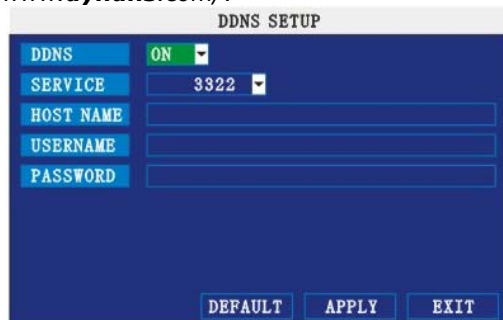 DDNS SETUP
DDNS ON
SERVICE 3322
HOST NAME
USERNAME
PASSWORD
DEFAULT APPLY EXIT